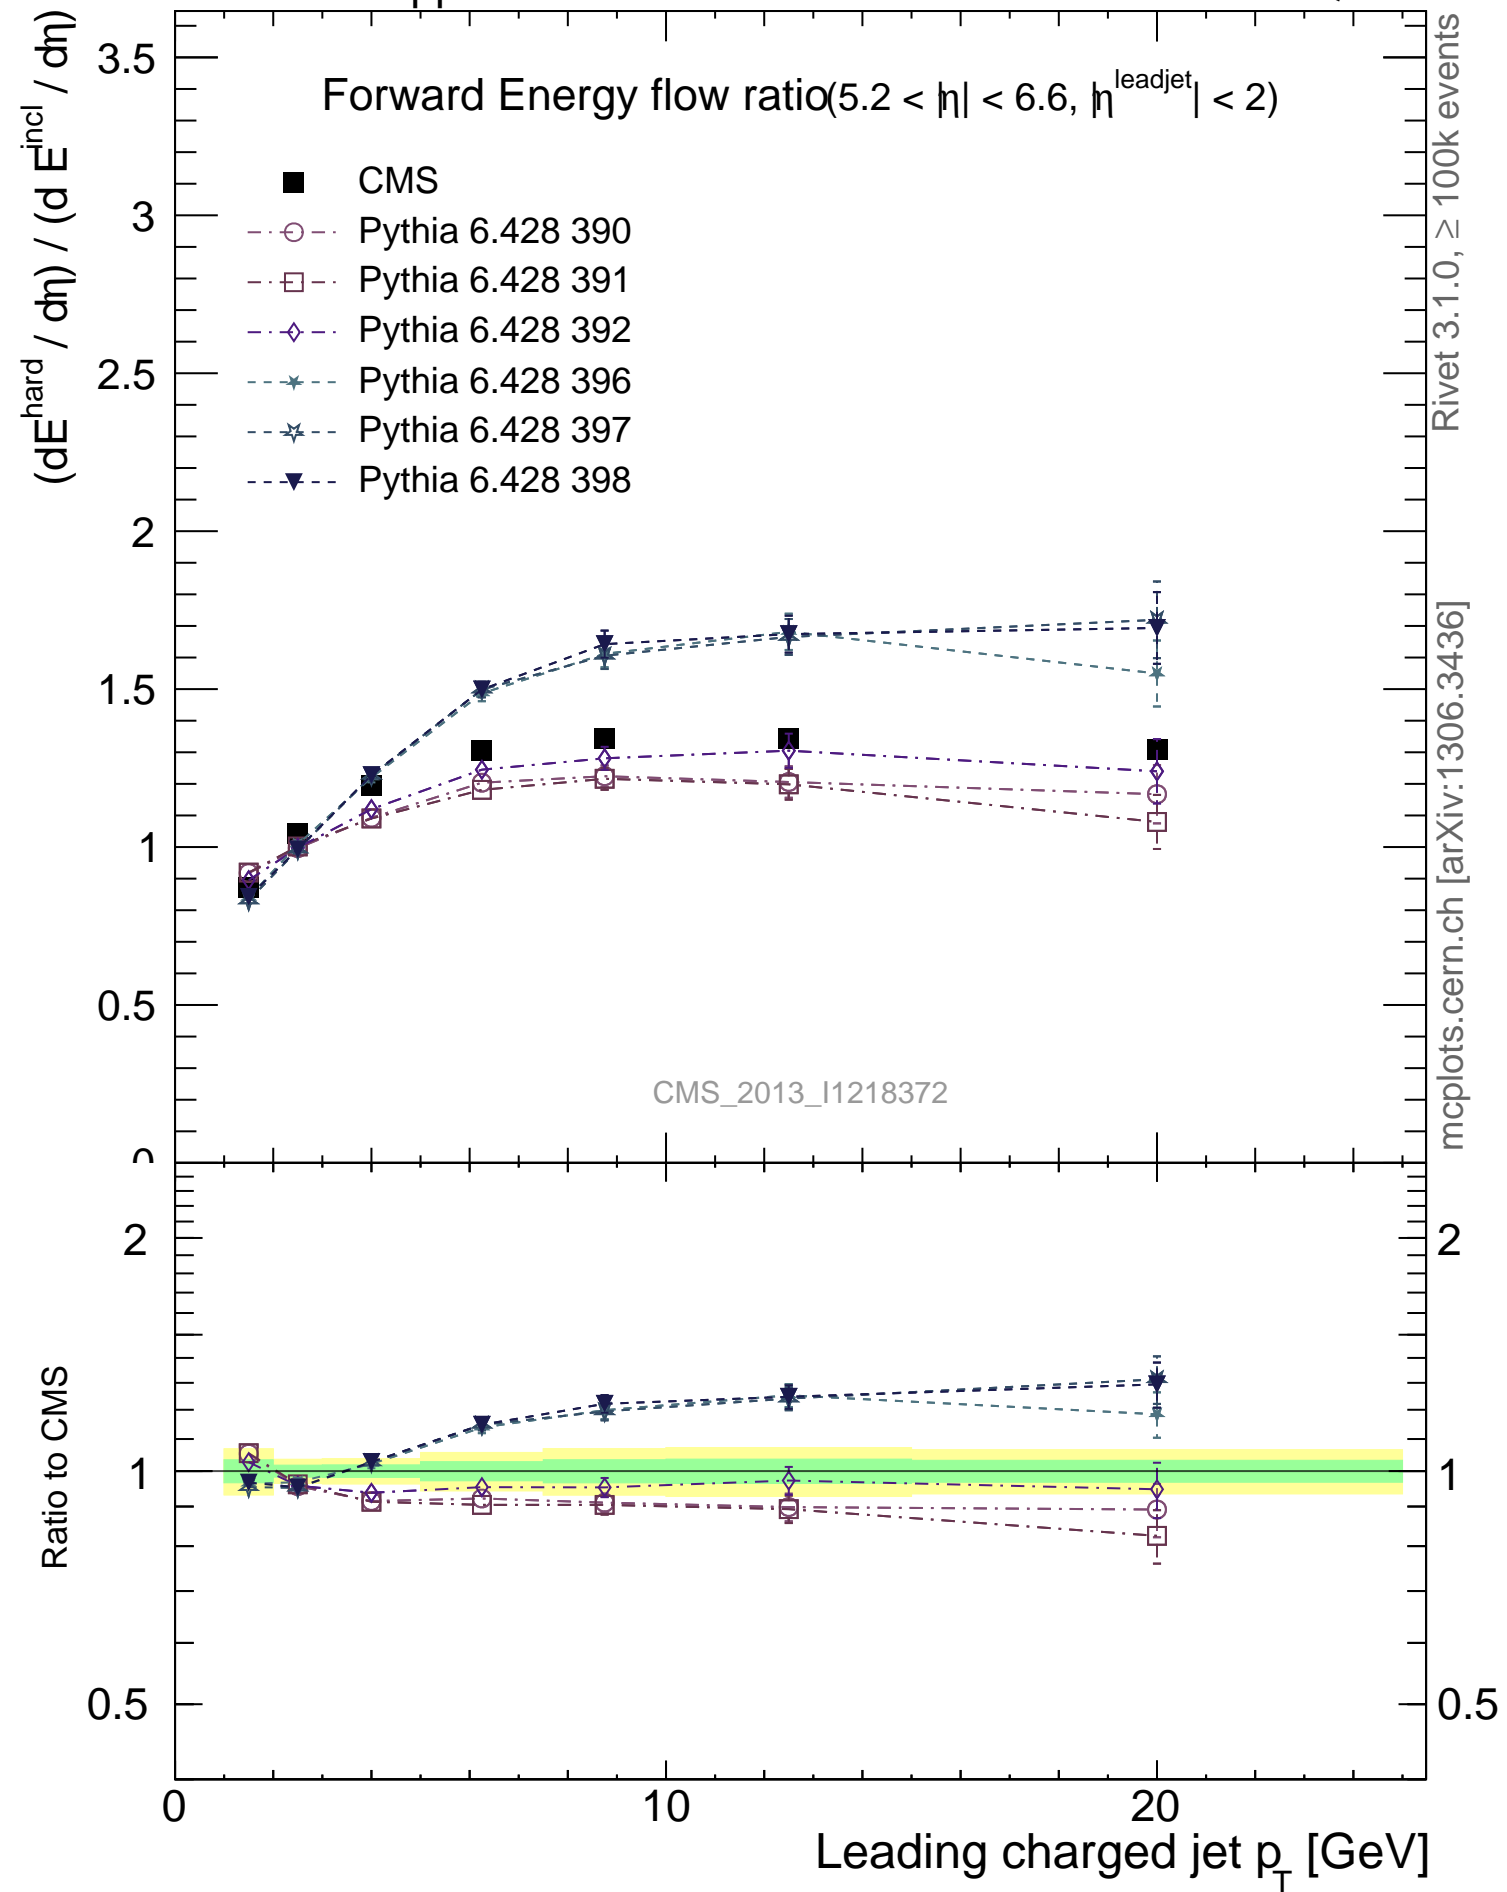 (dE^hard / dη) / (d E^incl / dη)
3.5
3
2.5
2
1.5
1
0.5
0
Forward Energy flow ratio(5.2 < |η| < 6.6, |η^leadjet| < 2)
CMS
Pythia 6.428 390
Pythia 6.428 391
Pythia 6.428 392
Pythia 6.428 396
Pythia 6.428 397
Pythia 6.428 398
CMS_2013_I1218372
Rivet 3.1.0, ≥ 100k events
mcplots.cern.ch [arXiv:1306.3436]
Ratio to CMS
2
1
0.5
2
1
0.5
0
10
20
Leading charged jet p_T [GeV]